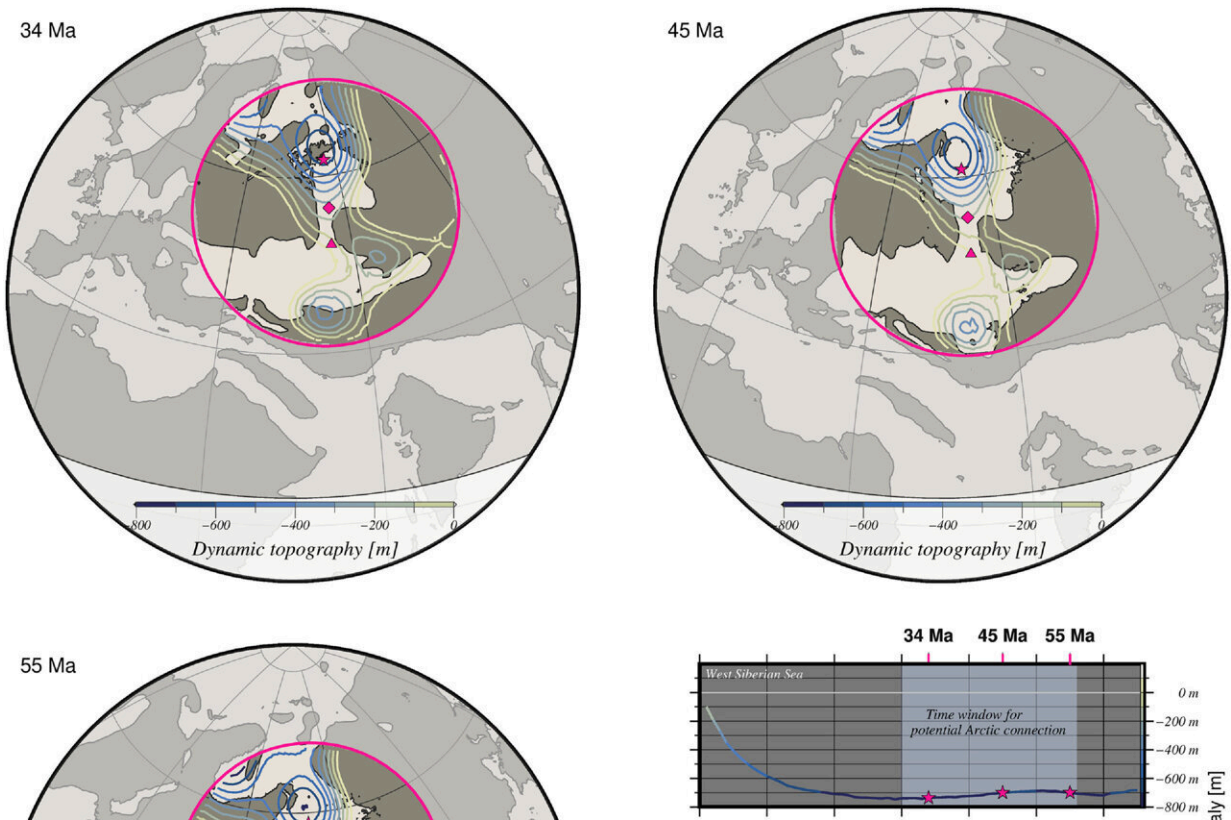 34 Ma
45 Ma
−800 −600 −400 −200 0
Dynamic topography [m]
−800 −600 −400 −200 0
Dynamic topography [m]
55 Ma
34 Ma 45 Ma 55 Ma
West Siberian Sea
Time window for
potential Arctic connection
0 m
−200 m
−400 m
−600 m
−800 m
[m]